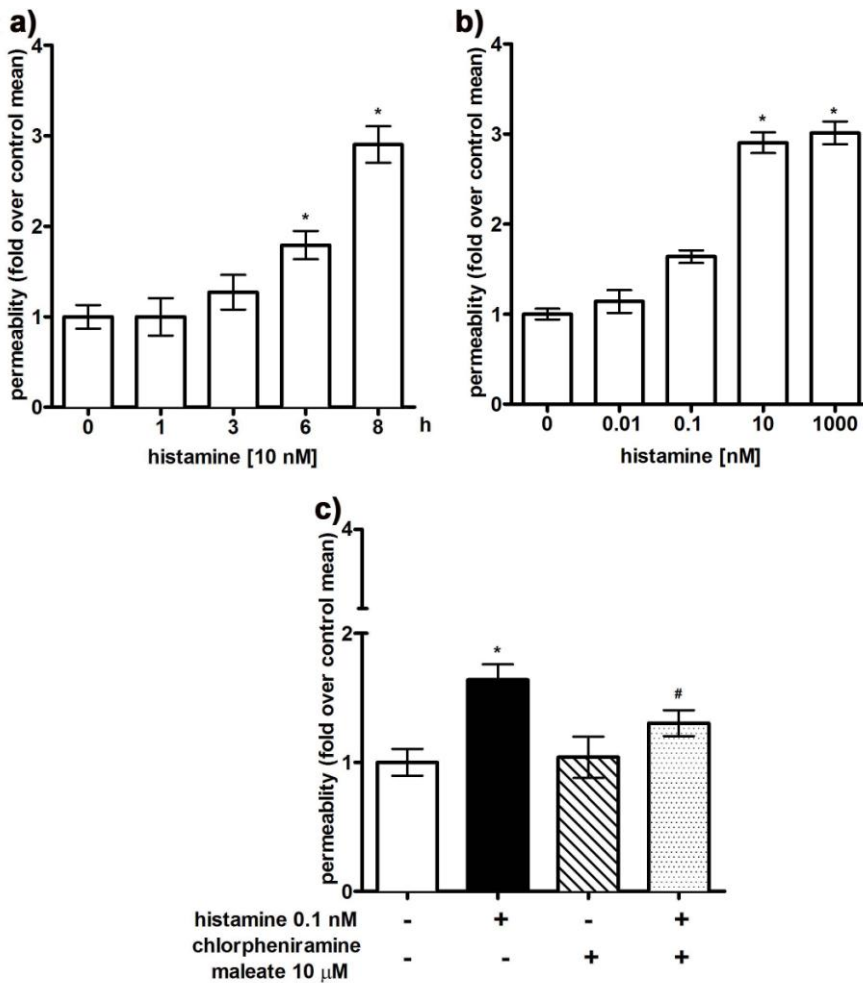 a)
permeablity (fold over control mean)
4
3
2
1
0
*
*
0 1 3 6 8 h
histamine [10 nM]
b)
permeablity (fold over control mean)
4
3
2
1
0
*
*
0 0.01 0.1 10 1000
histamine [nM]
c)
permeablity (fold over control mean)
4
2
1
0
*
#
histamine 0.1 nM - + - +
chlorpheniramine
maleate 10 μM - - + +